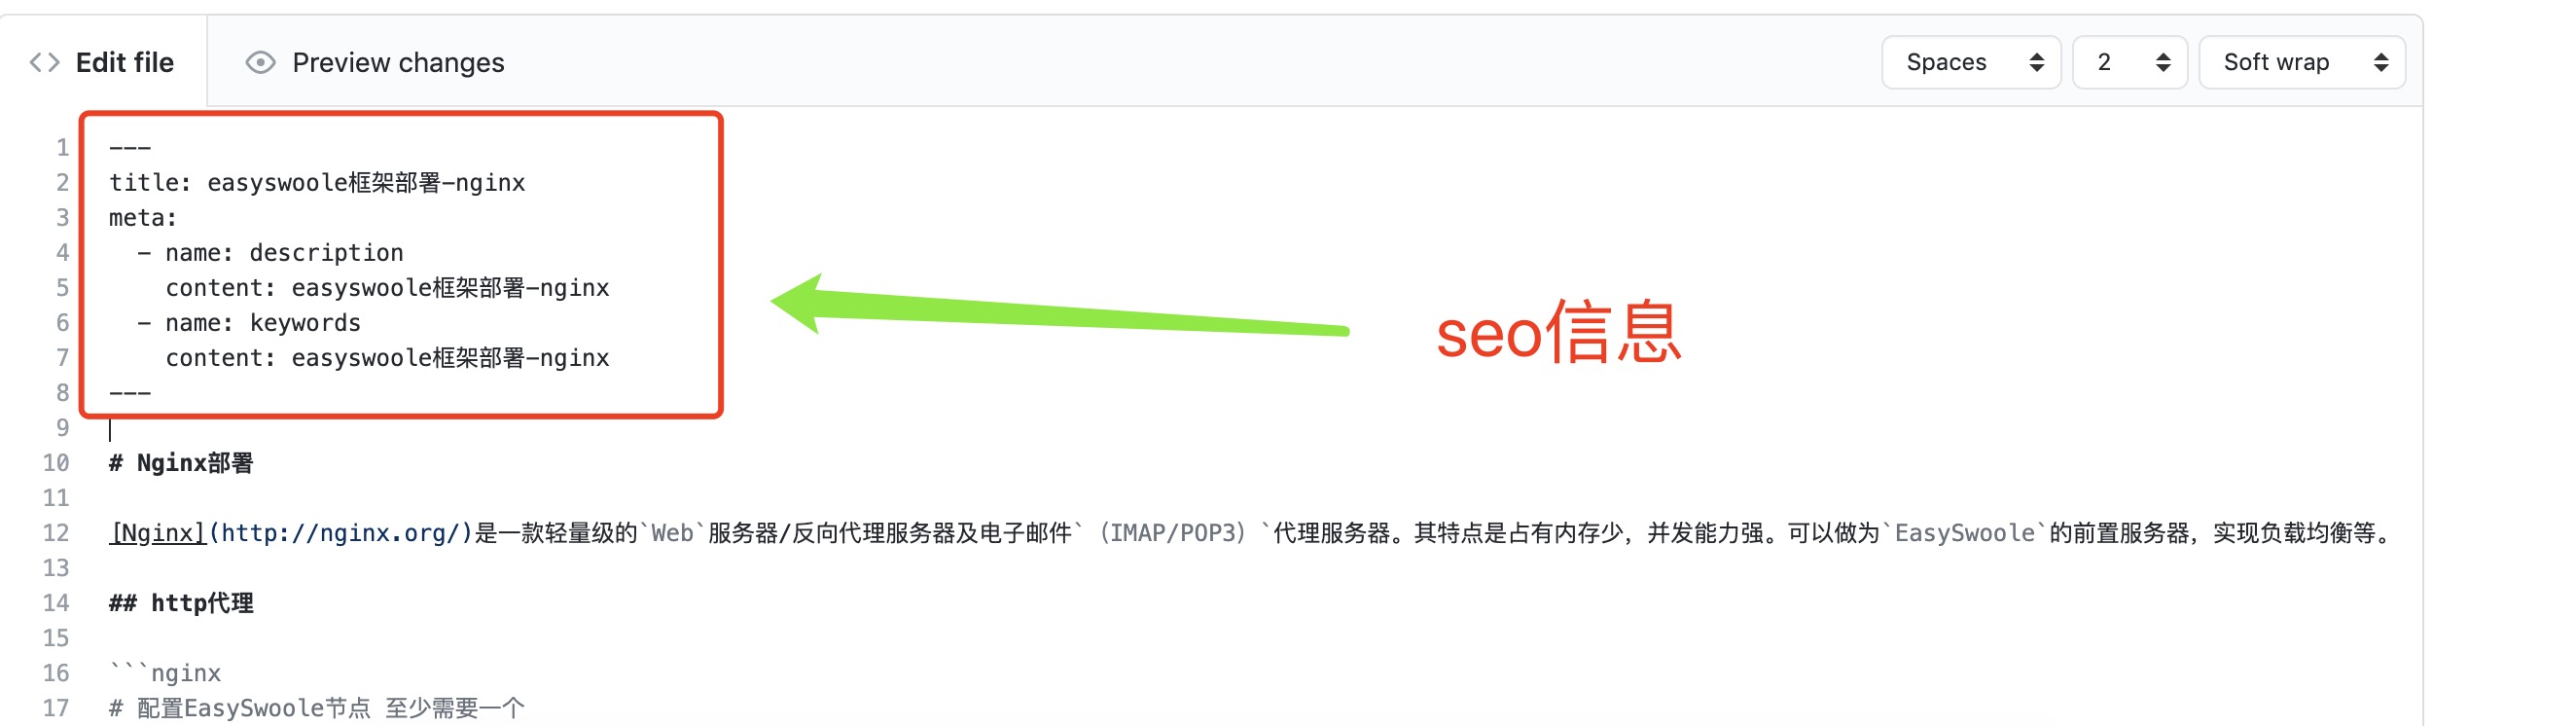 Edit file
Preview changes
Spaces
2
Soft wrap
1 ---
2 title: easyswoole框架部署-nginx
3 meta:
4   - name: description
5     content: easyswoole框架部署-nginx
6   - name: keywords
7     content: easyswoole框架部署-nginx
8 ---
seo信息
9
10 # Nginx部署
11
12 [Nginx](http://nginx.org/)是一款轻量级的`Web`服务器/反向代理服务器及电子邮件`（IMAP/POP3）`代理服务器。其特点是占有内存少，并发能力强。可以做为`EasySwoole`的前置服务器，实现负载均衡等。
13
14 ## http代理
15
16 ```nginx
17 # 配置EasySwoole节点 至少需要一个